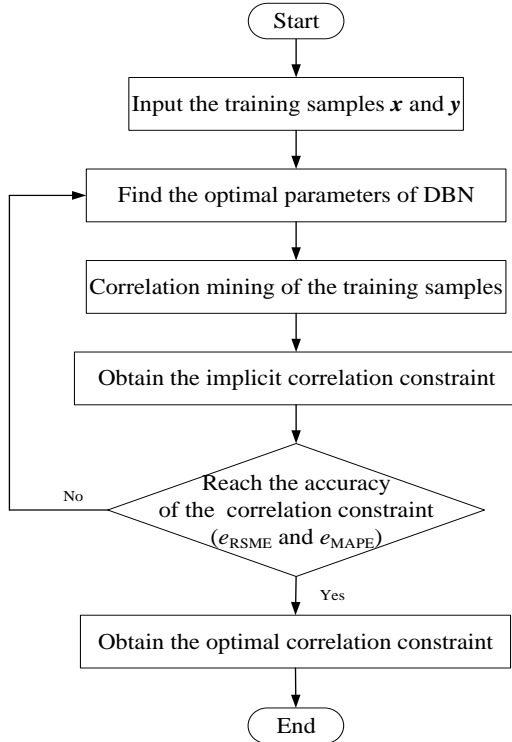 Start
Input the training samples x and y
Find the optimal parameters of DBN
Correlation mining of the training samples
Obtain the implicit correlation constraint
Reach the accuracy
of the correlation constraint
(eRSME and eMAPE)
No
Yes
Obtain the optimal correlation constraint
End